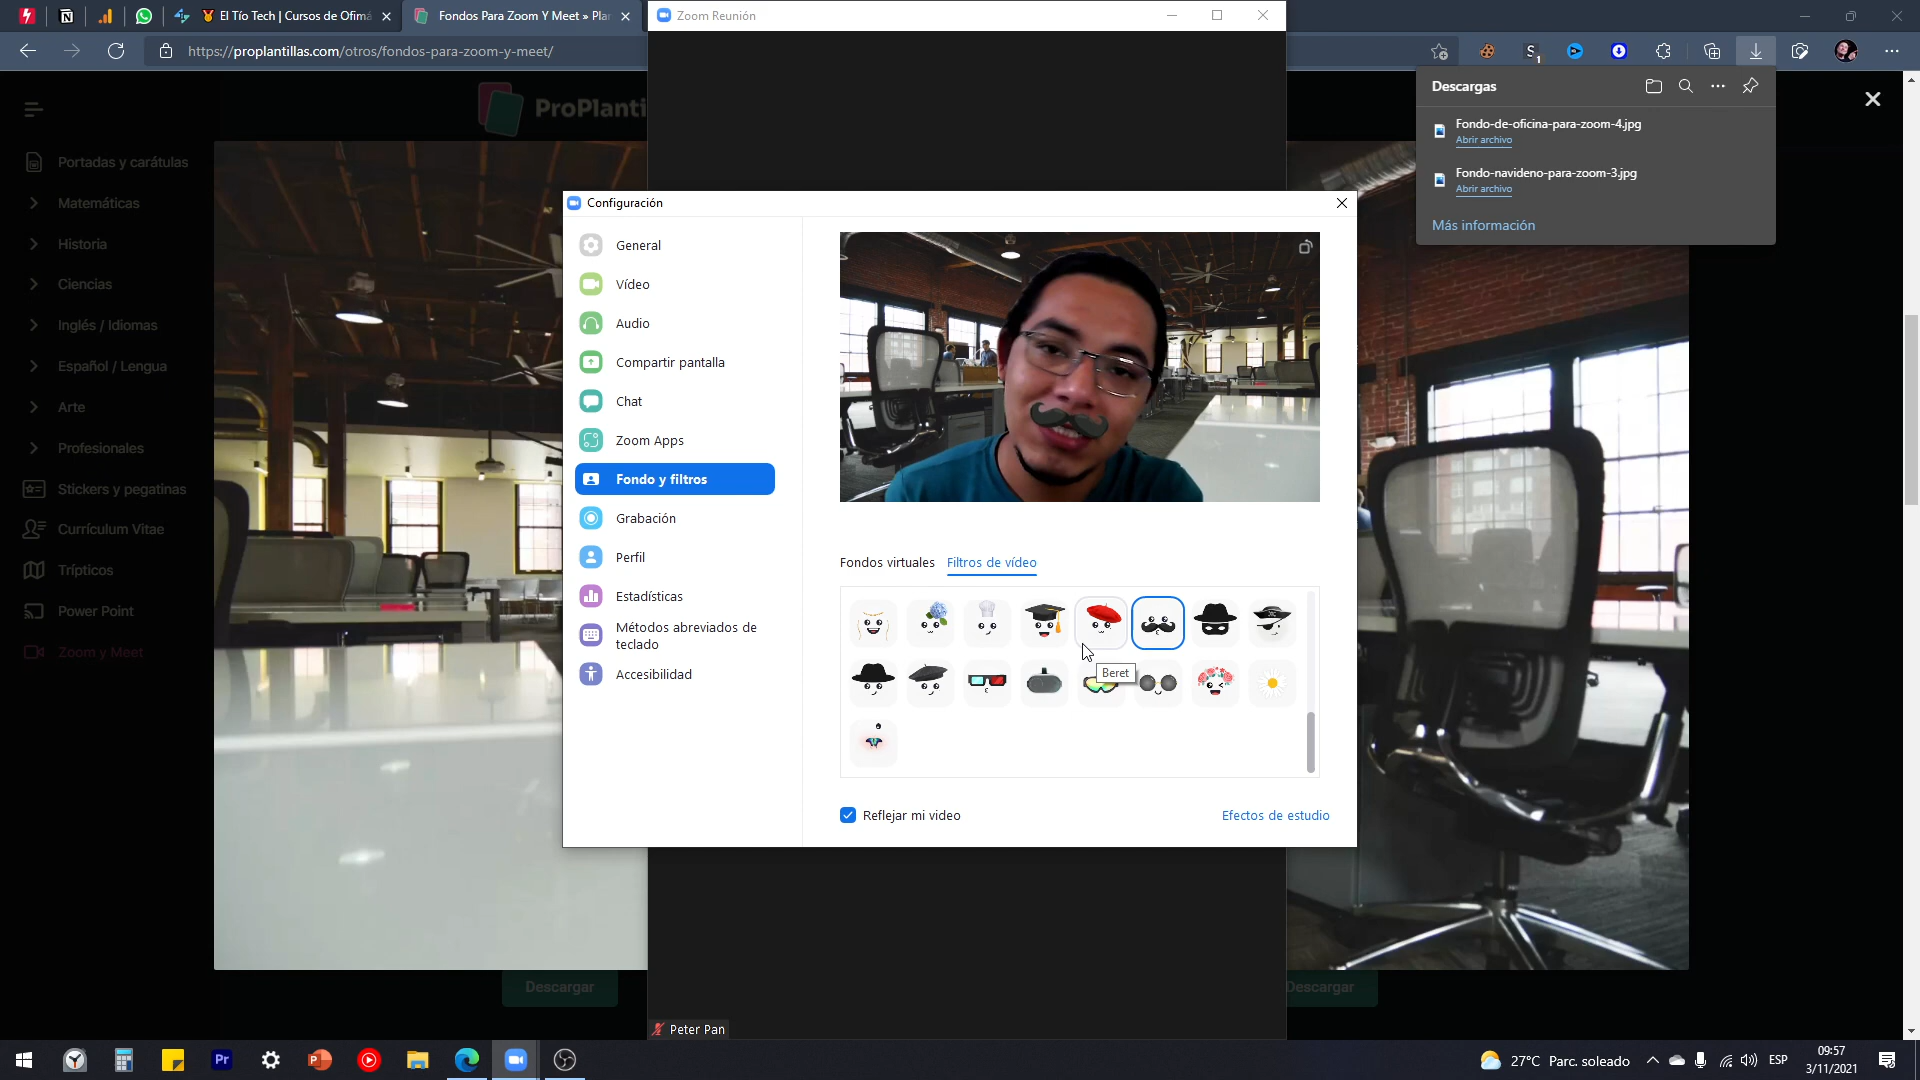 El Tío Tech | Cursos de Ofimá
Fondos Para Zoom Y Meet » Plar
https://proplantillas.com/otros/fondos-para-zoom-y-meet/
Zoom Reunión
ProPlanti
Portadas y carátulas
Matemáticas
Historia
Ciencias
Inglés / Idiomas
Español / Lengua
Arte
Profesionales
Stickers y pegatinas
Currículum Vitae
Trípticos
Power Point
Zoom y Meet
Descargas
Fondo-de-oficina-para-zoom-4.jpg
Abrir archivo
Fondo-navideno-para-zoom-3.jpg
Abrir archivo
Más información
Configuración
General
Vídeo
Audio
Compartir pantalla
Chat
Zoom Apps
Fondo y filtros
Grabación
Perfil
Estadísticas
Métodos abreviados de
teclado
Accesibilidad
Fondos virtuales
Filtros de vídeo
Beret
Reflejar mi video
Efectos de estudio
Descargar
Descargar
Peter Pan
Pr
27°C Parc. soleado
ESP
09:57
3/11/2021